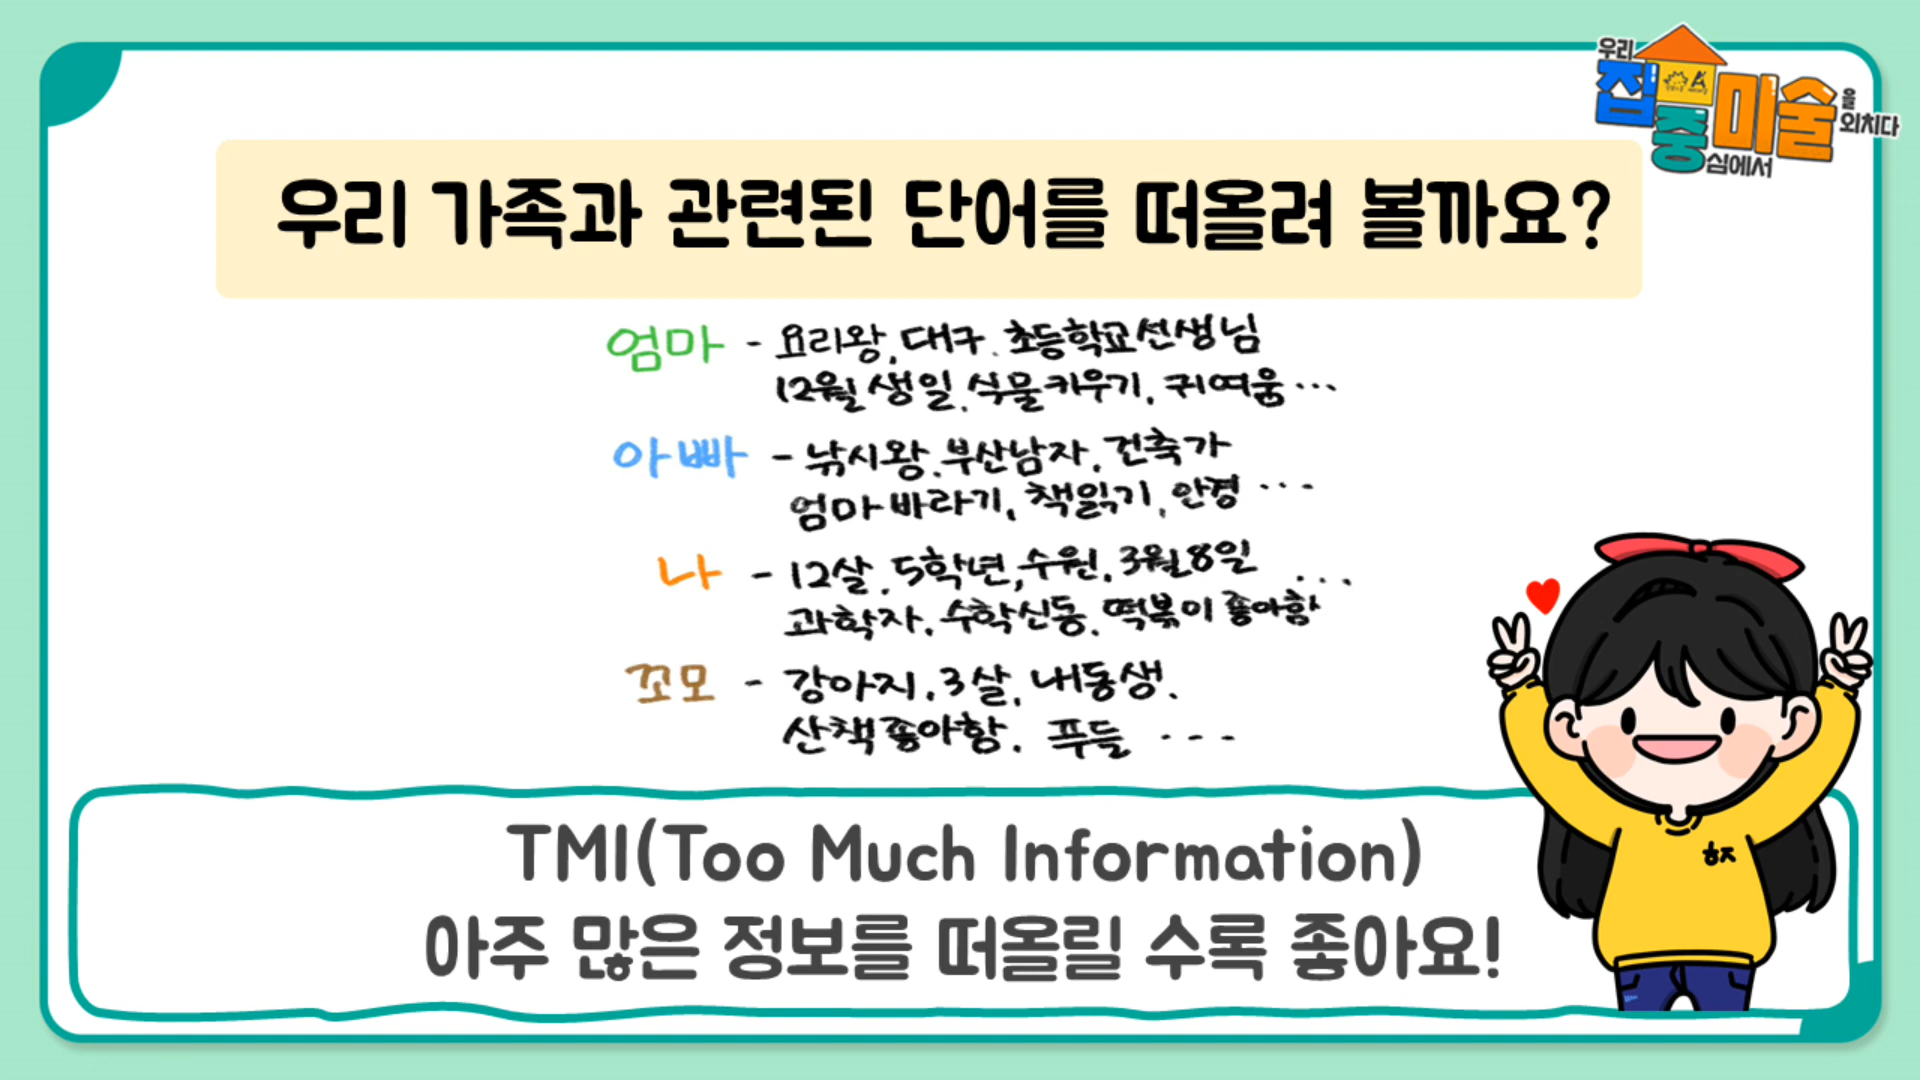 우리
집중미술을
외치다
심에서
우리 가족과 관련된 단어를 떠올려 볼까요?
엄마 - 요리왕, 대구, 초등학교선생님
12월 생일, 식물키우기, 귀여움 ...
아빠 - 낚시왕, 부산남자, 건축가
엄마바라기, 책읽기, 안경 ...
나 - 12살, 5학년, 수원, 3월8일
과학자, 수학신동, 떡볶이 좋아함 ...
꼬모 - 강아지, 3살, 내동생.
산책좋아함. 푸들 ...
TMI(Too Much Information)
아주 많은 정보를 떠올릴 수록 좋아요!